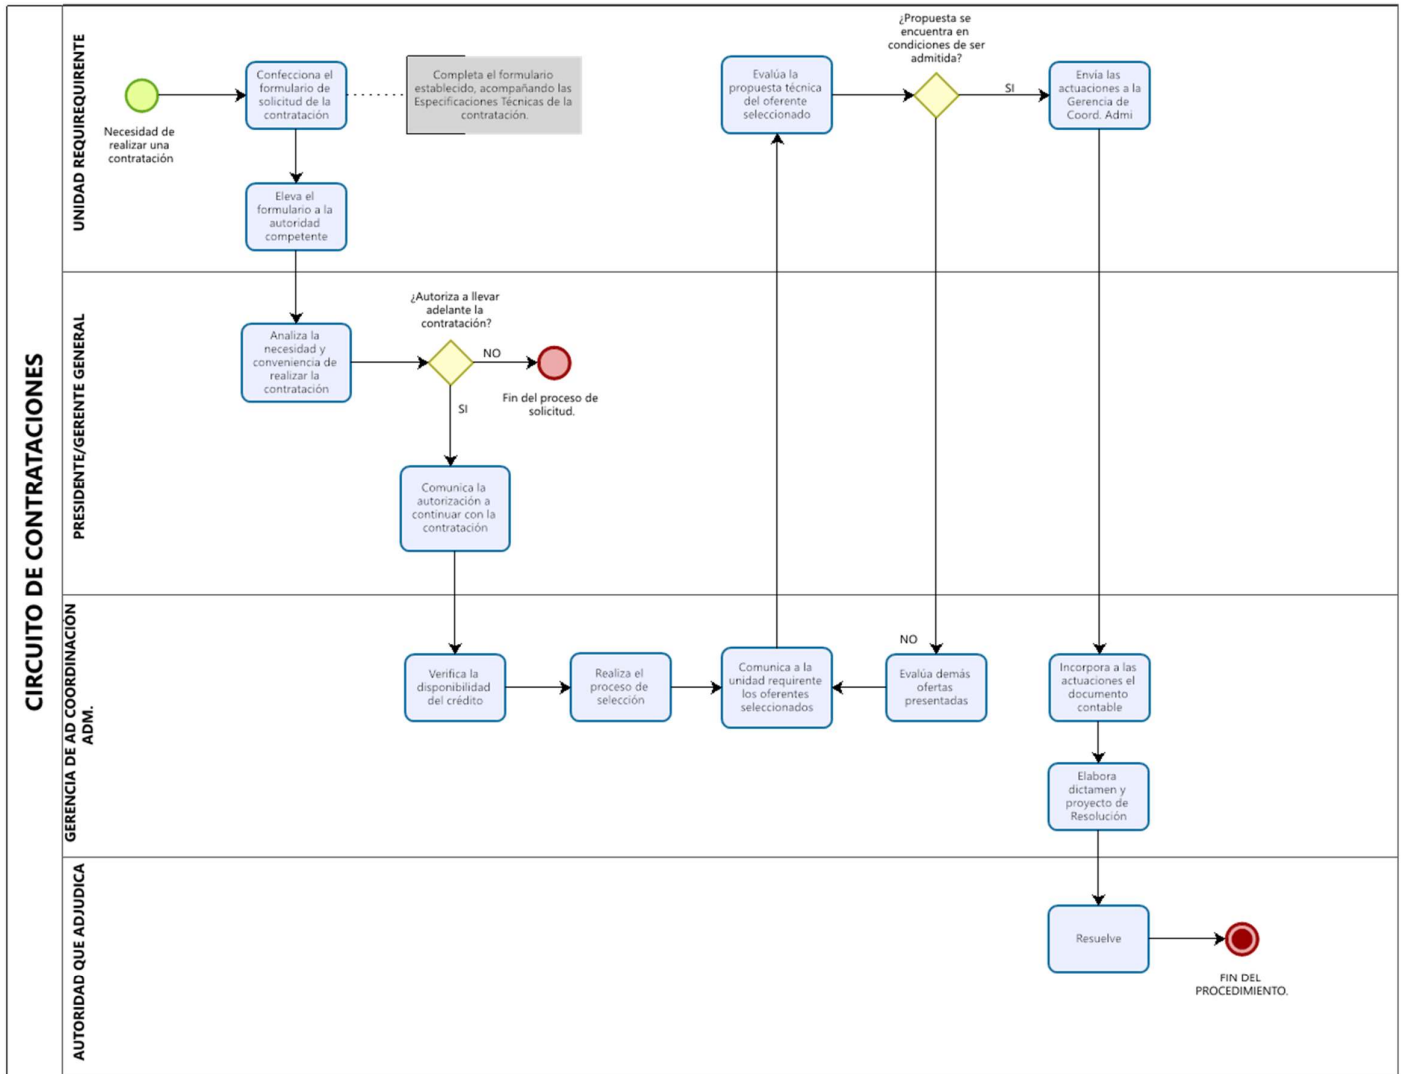 CIRCUITO DE CONTRATACIONES
UNIDAD REQUIRENTE
Necesidad de
realizar una
contratación
Confecciona el
formulario de
solicitud de la
contratación
Completa el formulario
establecido, acompañando las
Especificaciones Técnicas de la
contratación.
Eleva el
formulario a la
autoridad
competente
Evalúa la
propuesta técnica
del oferente
seleccionado
¿Propuesta se
encuentra en
condiciones de ser
admitida?
SI
Envía las
actuaciones a la
Gerencia de
Coord. Admi
PRESIDENTE/GERENTE GENERAL
Analiza la
necesidad y
conveniencia de
realizar la
contratación
¿Autoriza a llevar
adelante la
contratación?
NO
Fin del proceso de
solicitud.
SI
Comunica la
autorización a
continuar con la
contratación
GERENCIA DE AD COORDINACIÓN
ADM.
Verifica la
disponibilidad
del crédito
Realiza el
proceso de
selección
Comunica a la
unidad requirente
los oferentes
seleccionados
NO
Evalúa demás
ofertas
presentadas
Incorpora a las
actuaciones el
documento
contable
Elabora
dictamen y
proyecto de
Resolución
AUTORIDAD QUE ADJUDICA
Resuelve
FIN DEL
PROCEDIMIENTO.